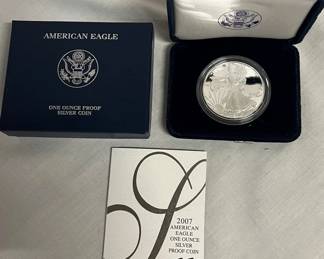 AMERICAN EAGLE
ONE OUNCE PROOF
SILVER COIN
2007
AMERICAN
EAGLE
ONE OUNCE
SILVER
PROOF COIN